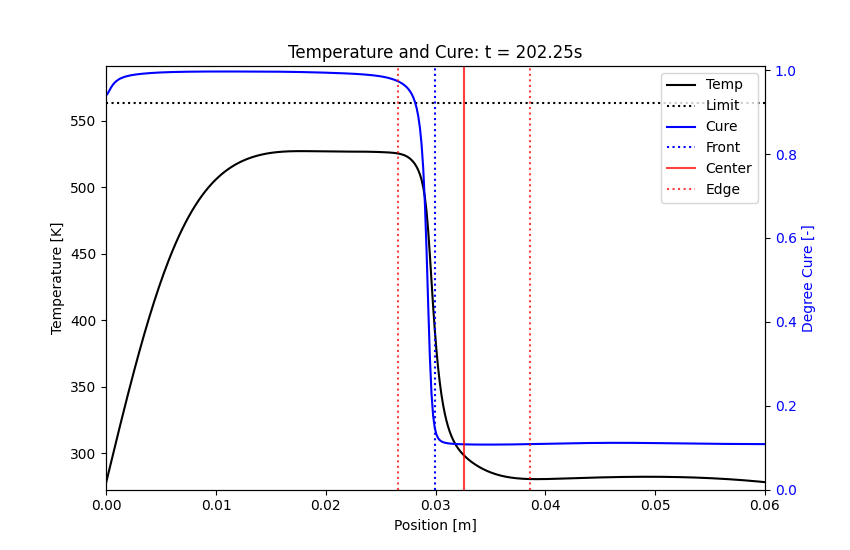 Temperature and Cure: t = 202.25s
Temp
Limit
Cure
Front
Center
Edge
Temperature [K]
550
500
450
400
350
300
1.0
0.8
0.6
0.4
0.2
0.0
Degree Cure [-]
0.00 0.01 0.02 0.03 0.04 0.05 0.06
Position [m]